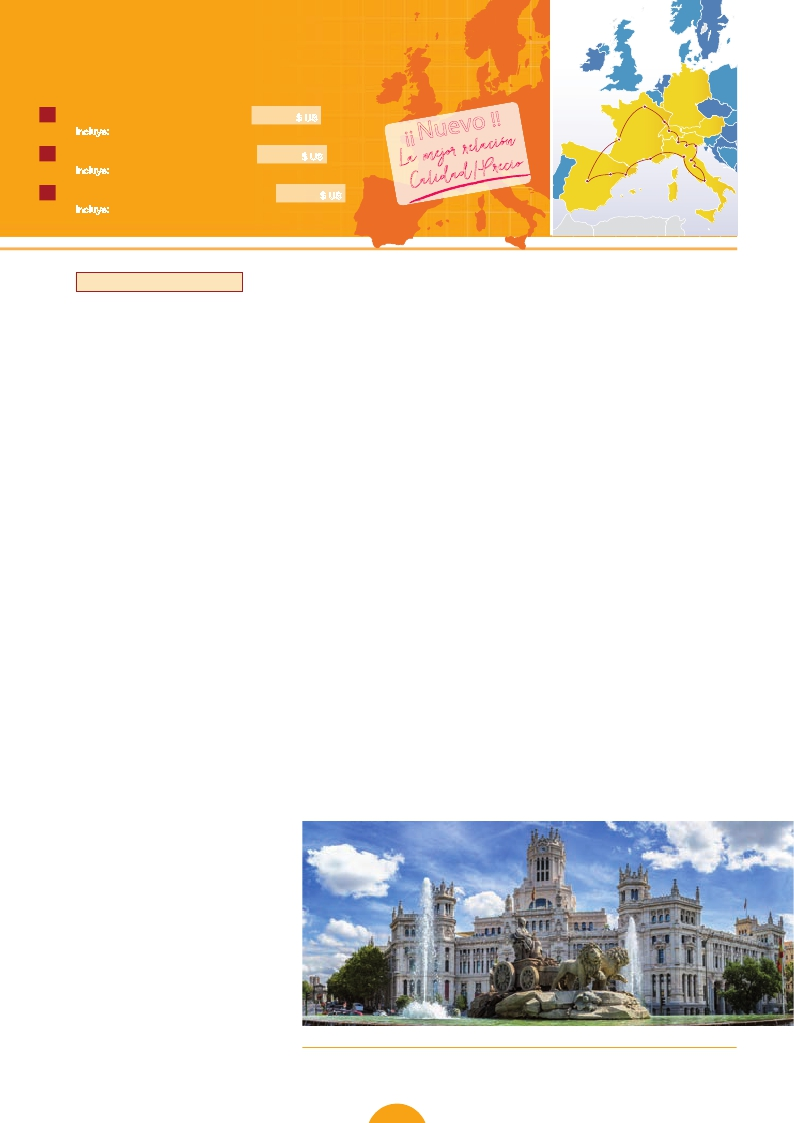 $ US
Incluye:
$ US
Incluye:
$ US
Incluye:
¡¡ Nuevo !!
La mejor relación
Calidad / Precio